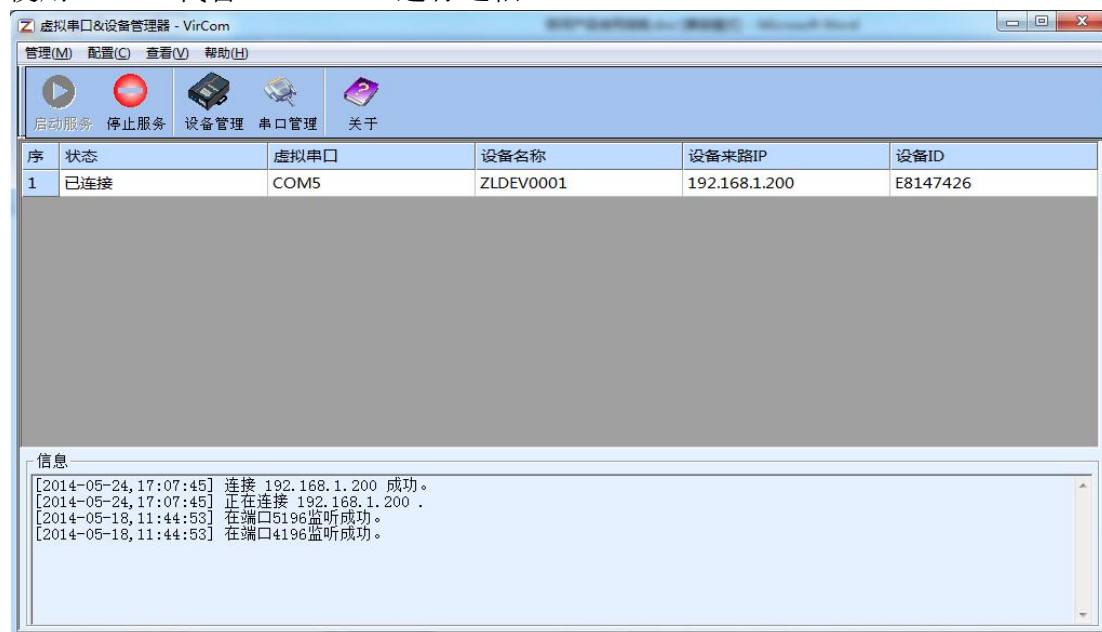 虚拟串口&设备管理器 - VirCom
管理(M) 配置(C) 查看(V) 帮助(H)
启动服务 停止服务 设备管理 串口管理 关于
序 状态 虚拟串口 设备名称 设备来路IP 设备ID
1 已连接 COM5 ZLDEV0001 192.168.1.200 E8147426
信息
[2014-05-24,17:07:45] 连接 192.168.1.200 成功。
[2014-05-24,17:07:45] 正在连接 192.168.1.200 .
[2014-05-18,11:44:53] 在端口5196监听成功。
[2014-05-18,11:44:53] 在端口4196监听成功。